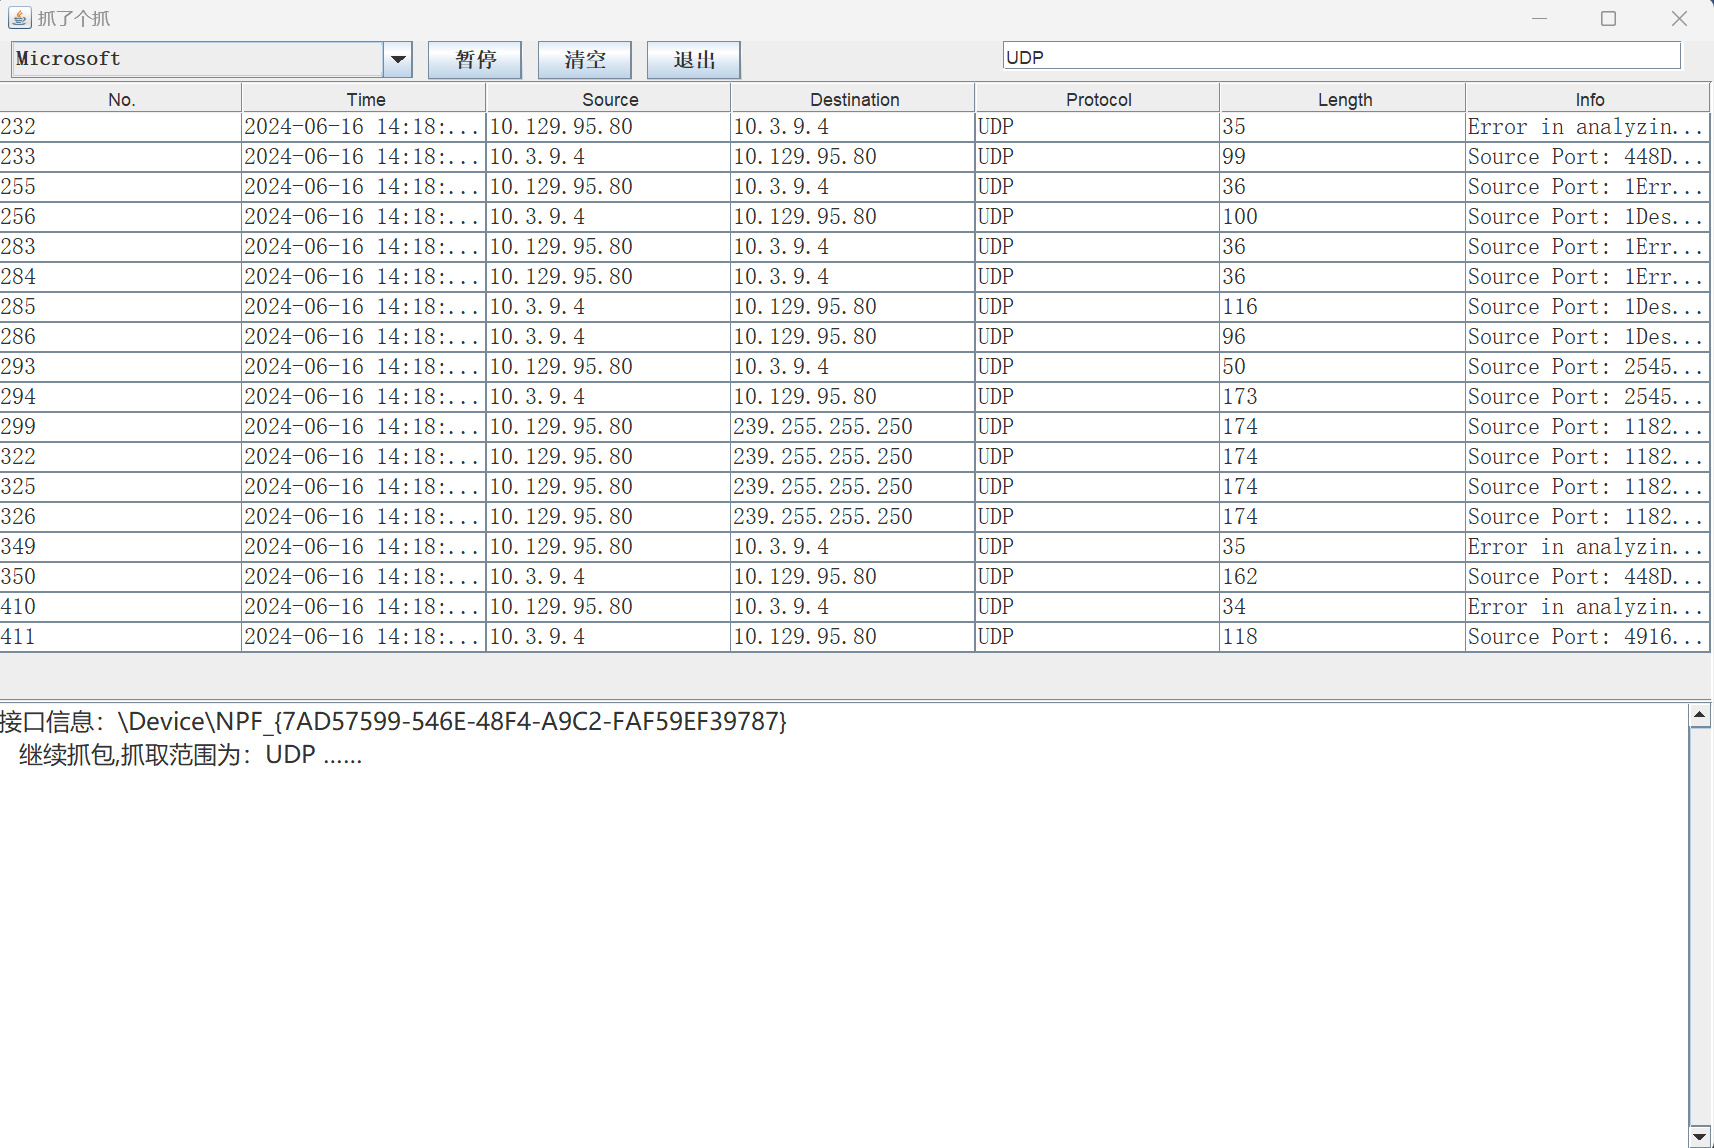 抓了个抓
Microsoft 暂停 清空 退出 UDP
No. Time Source Destination Protocol Length Info
232 2024-06-16 14:18:... 10.129.95.80 10.3.9.4 UDP 35 Error in analyzin...
233 2024-06-16 14:18:... 10.3.9.4 10.129.95.80 UDP 99 Source Port: 448D...
255 2024-06-16 14:18:... 10.129.95.80 10.3.9.4 UDP 36 Source Port: 1Err...
256 2024-06-16 14:18:... 10.3.9.4 10.129.95.80 UDP 100 Source Port: 1Des...
283 2024-06-16 14:18:... 10.129.95.80 10.3.9.4 UDP 36 Source Port: 1Err...
284 2024-06-16 14:18:... 10.129.95.80 10.3.9.4 UDP 36 Source Port: 1Err...
285 2024-06-16 14:18:... 10.3.9.4 10.129.95.80 UDP 116 Source Port: 1Des...
286 2024-06-16 14:18:... 10.3.9.4 10.129.95.80 UDP 96 Source Port: 1Des...
293 2024-06-16 14:18:... 10.129.95.80 10.3.9.4 UDP 50 Source Port: 2545...
294 2024-06-16 14:18:... 10.3.9.4 10.129.95.80 UDP 173 Source Port: 2545...
299 2024-06-16 14:18:... 10.129.95.80 239.255.255.250 UDP 174 Source Port: 1182...
322 2024-06-16 14:18:... 10.129.95.80 239.255.255.250 UDP 174 Source Port: 1182...
325 2024-06-16 14:18:... 10.129.95.80 239.255.255.250 UDP 174 Source Port: 1182...
326 2024-06-16 14:18:... 10.129.95.80 239.255.255.250 UDP 174 Source Port: 1182...
349 2024-06-16 14:18:... 10.129.95.80 10.3.9.4 UDP 35 Error in analyzin...
350 2024-06-16 14:18:... 10.3.9.4 10.129.95.80 UDP 162 Source Port: 448D...
410 2024-06-16 14:18:... 10.129.95.80 10.3.9.4 UDP 34 Error in analyzin...
411 2024-06-16 14:18:... 10.3.9.4 10.129.95.80 UDP 118 Source Port: 4916...
接口信息：\Device\NPF_{7AD57599-546E-48F4-A9C2-FAF59EF39787}
继续抓包,抓取范围为：UDP ......